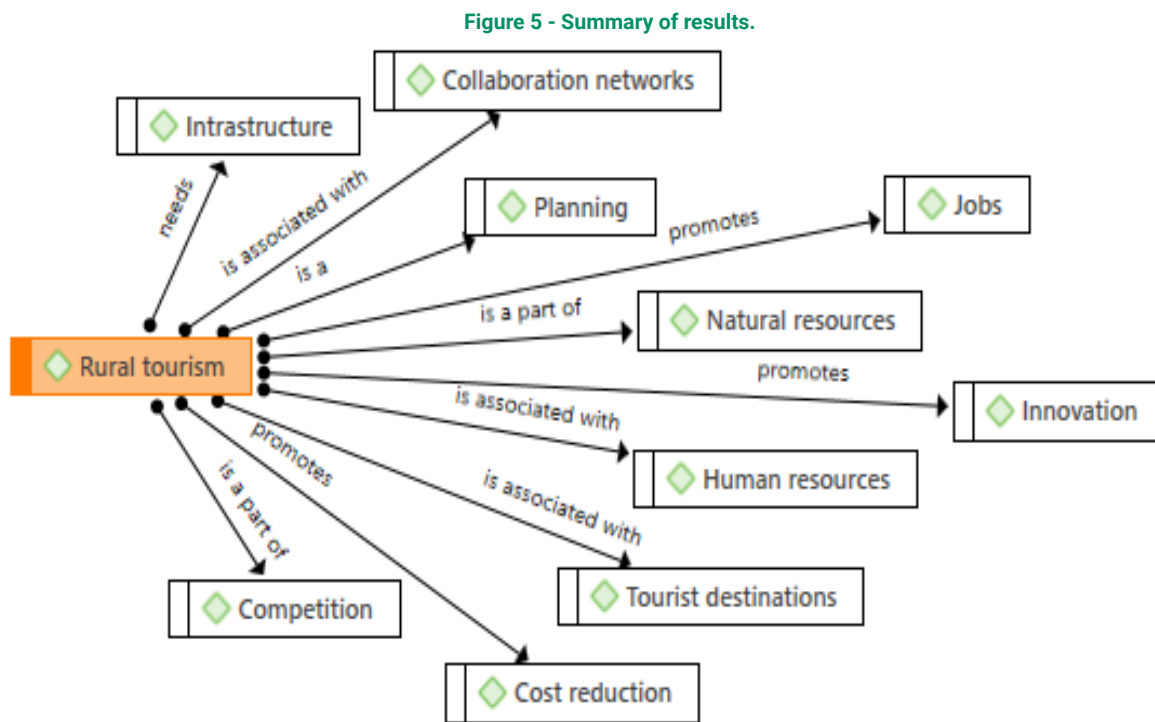 Figure 5 - Summary of results.
Collaboration networks
Intrastructure
needs
is associated with
Planning
is a
promotes
Jobs
is a part of
Natural resources
Rural tourism
promotes
Innovation
is associated with
Human resources
promotes
is associated with
is a part of
Tourist destinations
Competition
Cost reduction